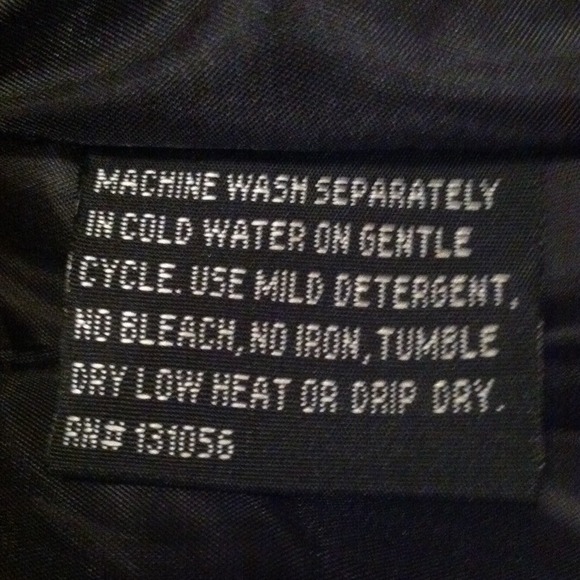 MACHINE WASH SEPARATELY
IN COLD WATER ON GENTLE
CYCLE. USE MILD DETERGENT,
NO BLEACH, NO IRON, TUMBLE
DRY LOW HEAT OR DRIP DRY.
RN# 131056